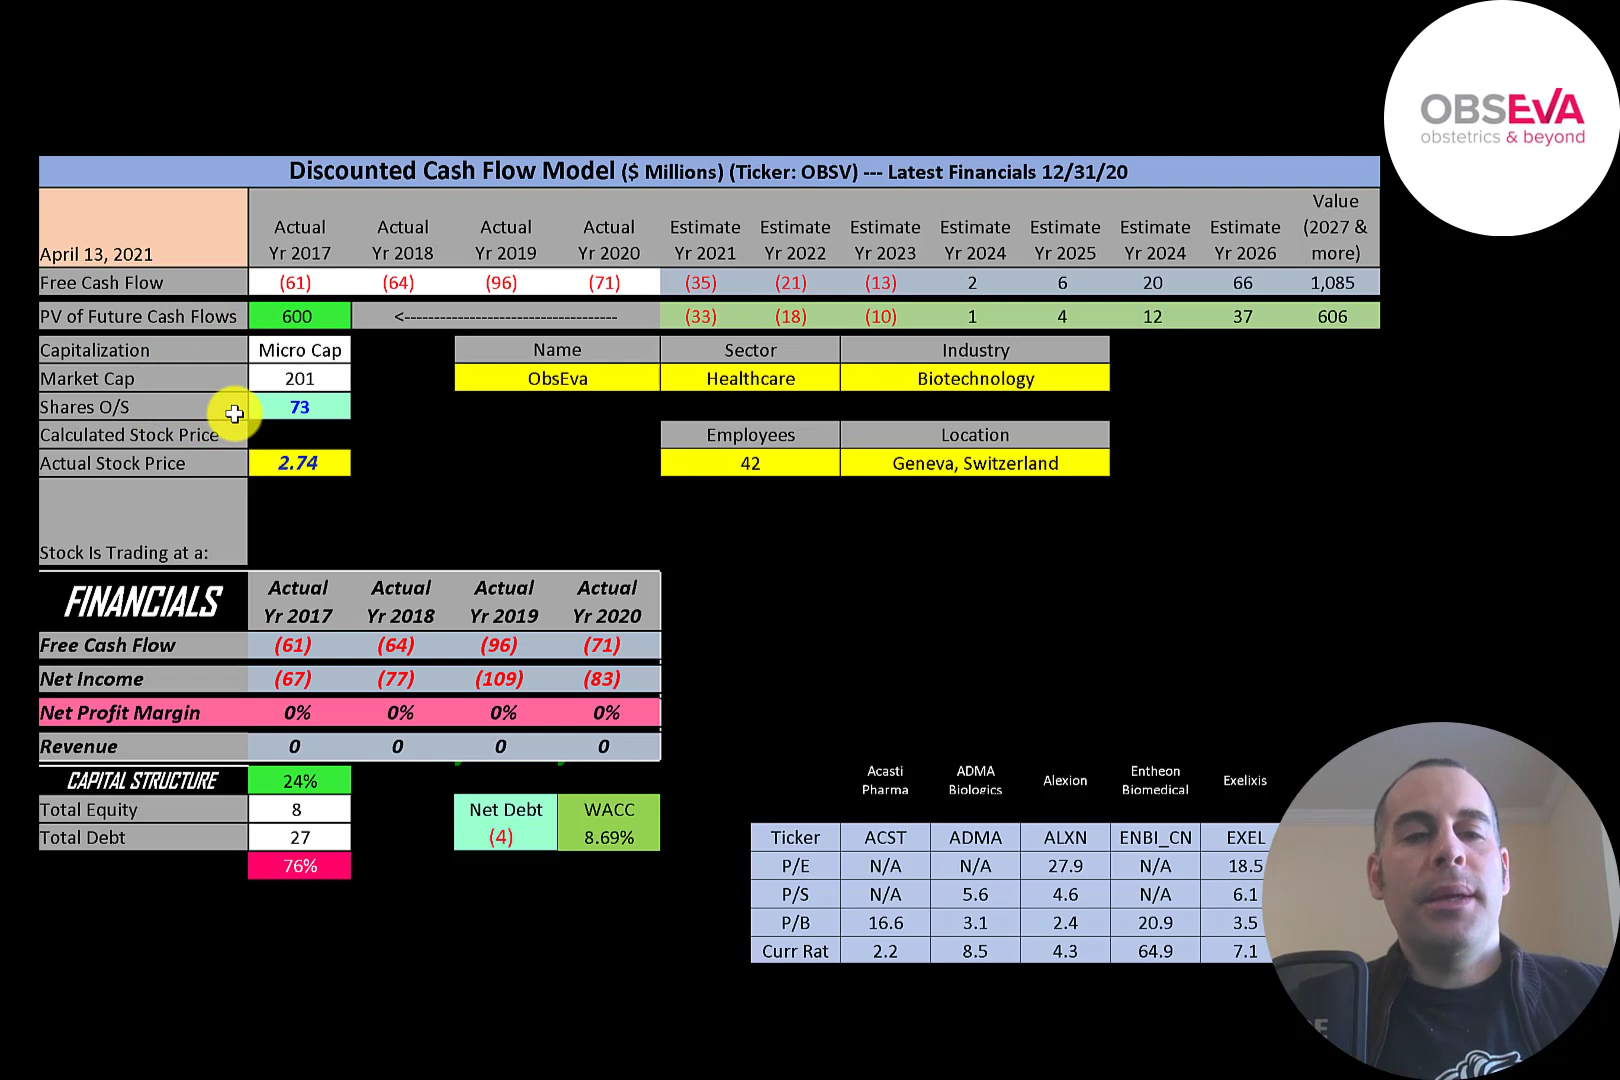 OBSEVA
obstetrics & beyond
Discounted Cash Flow Model ($ Millions) (Ticker: OBSV) --- Latest Financials 12/31/20
April 13, 2021 Actual Yr 2017 Actual Yr 2018 Actual Yr 2019 Actual Yr 2020 Estimate Yr 2021 Estimate Yr 2022 Estimate Yr 2023 Estimate Yr 2024 Estimate Yr 2025 Estimate Yr 2024 Estimate Yr 2026 Value (2027 & more)
Free Cash Flow (61) (64) (96) (71) (35) (21) (13) 2 6 20 66 1,085
PV of Future Cash Flows 600 <------------------------------------ (33) (18) (10) 1 4 12 37 606
Capitalization Micro Cap Name Sector Industry
Market Cap 201 ObsEva Healthcare Biotechnology
Shares O/S 73
Calculated Stock Price Employees Location
Actual Stock Price 2.74 42 Geneva, Switzerland
Stock Is Trading at a:
FINANCIALS Actual Yr 2017 Actual Yr 2018 Actual Yr 2019 Actual Yr 2020
Free Cash Flow (61) (64) (96) (71)
Net Income (67) (77) (109) (83)
Net Profit Margin 0% 0% 0% 0%
Revenue 0 0 0 0
CAPITAL STRUCTURE 24%
Total Equity 8 Net Debt WACC
Total Debt 27 (4) 8.69%
76%
Acasti Pharma ADMA Biologics Alexion Entheon Biomedical Exelixis
Ticker ACST ADMA ALXN ENBI_CN EXEL
P/E N/A N/A 27.9 N/A 18.5
P/S N/A 5.6 4.6 N/A 6.1
P/B 16.6 3.1 2.4 20.9 3.5
Curr Rat 2.2 8.5 4.3 64.9 7.1